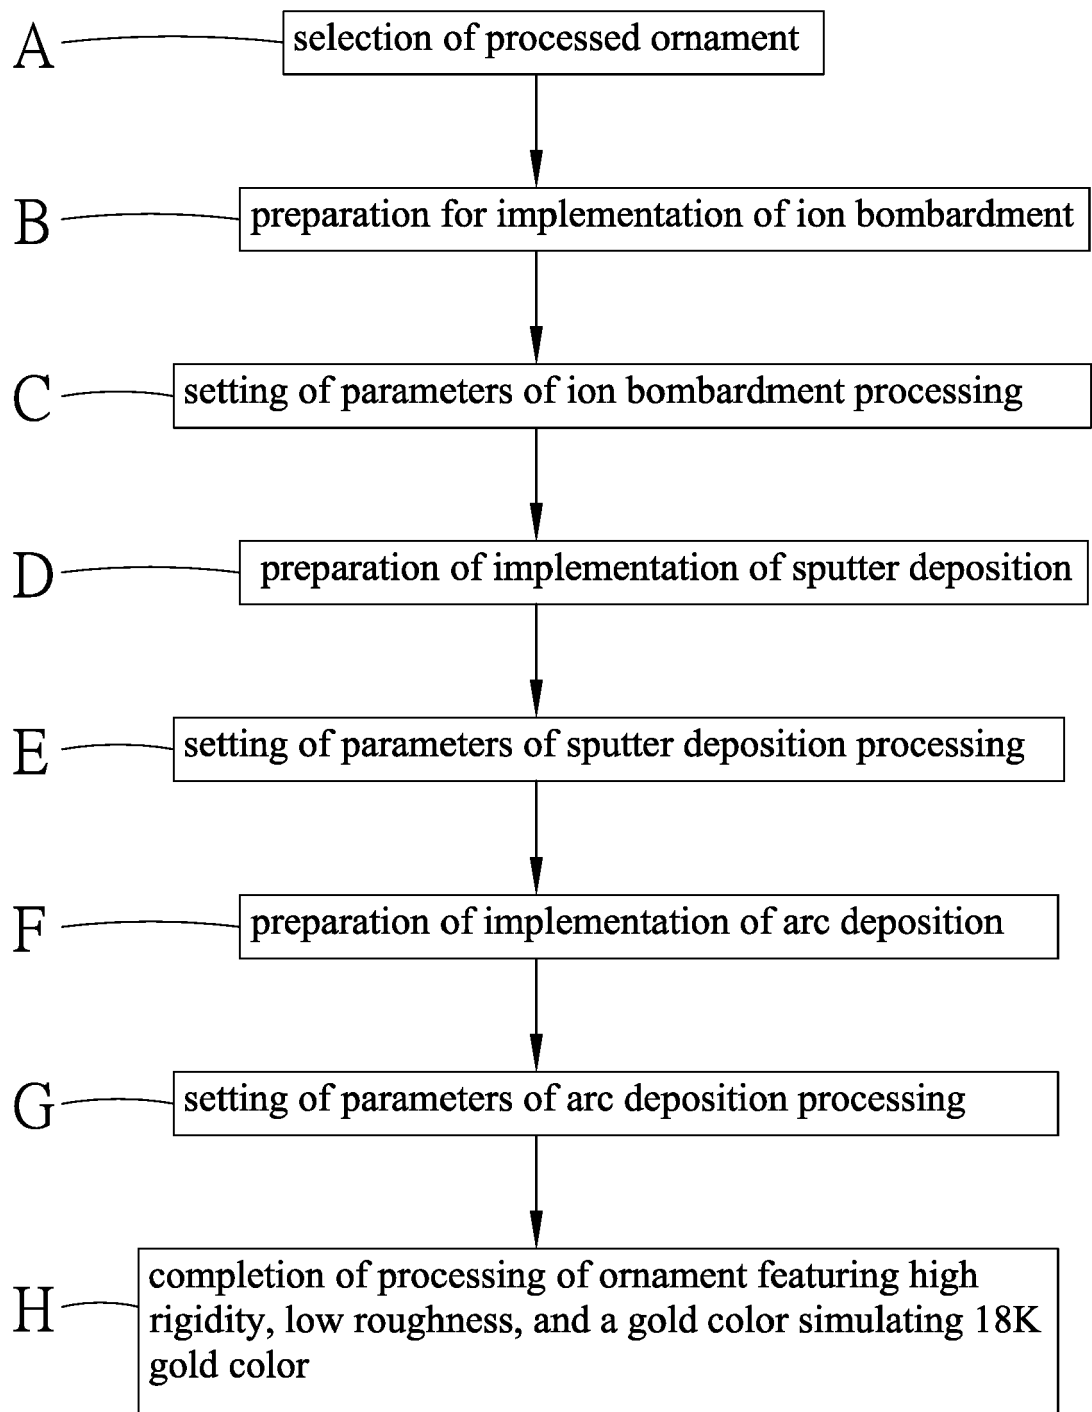 A selection of processed ornament
B preparation for implementation of ion bombardment
C setting of parameters of ion bombardment processing
D preparation of implementation of sputter deposition
E setting of parameters of sputter deposition processing
F preparation of implementation of arc deposition
G setting of parameters of arc deposition processing
H completion of processing of ornament featuring high
rigidity, low roughness, and a gold color simulating 18K
gold color